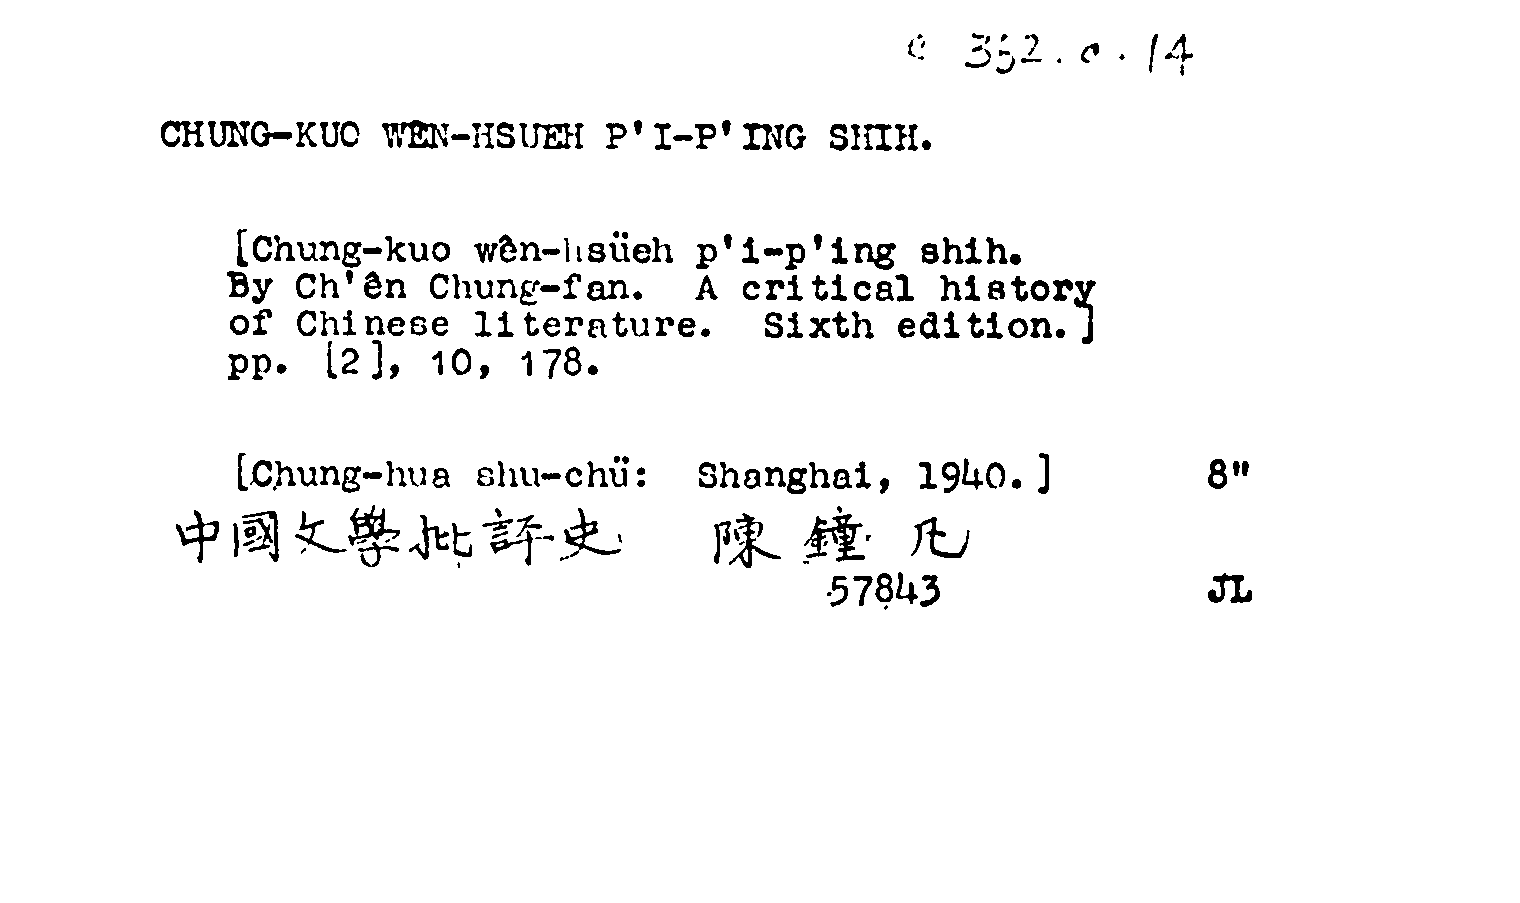 c 352.c.14
CHUNG-KUO WÊN-HSUEH P'I-P'ING SHIH.
[Chung-kuo wên-hsüeh p'i-p'ing shih.
By Ch'ên Chung-fan. A critical history
of Chinese literature. Sixth edition.]
pp. [2], 10, 178.
[Chung-hua shu-chü: Shanghai, 1940.] 8"
中國文學批評史 陳鐘凡
57843 JL